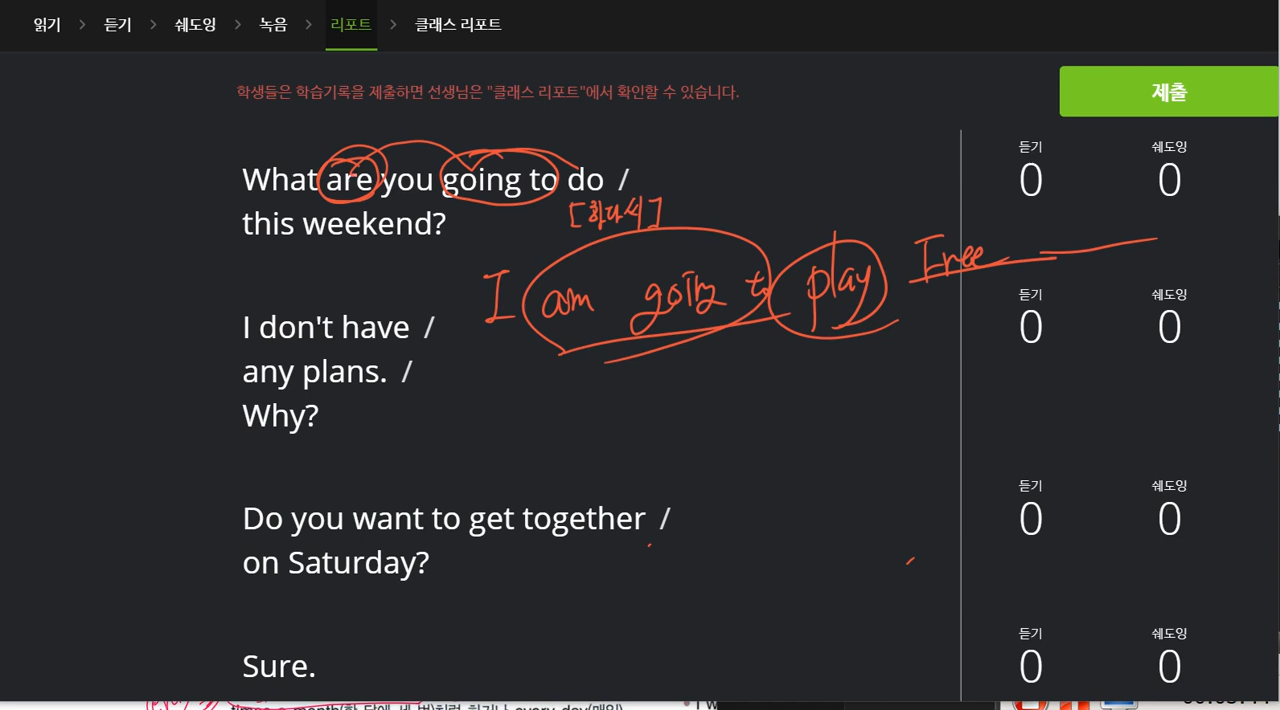 읽기 > 듣기 > 쉐도잉 > 녹음 > 리포트 > 클래스 리포트
학생들은 학습기록을 제출하면 선생님은 "클래스 리포트"에서 확인할 수 있습니다.
제출
What are you going to do /
this weekend?
듣기 쉐도잉
0 0
[하다씨]
I am going to play
I don't have /
any plans. /
Why?
듣기 쉐도잉
0 0
Do you want to get together /
on Saturday?
듣기 쉐도잉
0 0
Sure.
듣기 쉐도잉
0 0